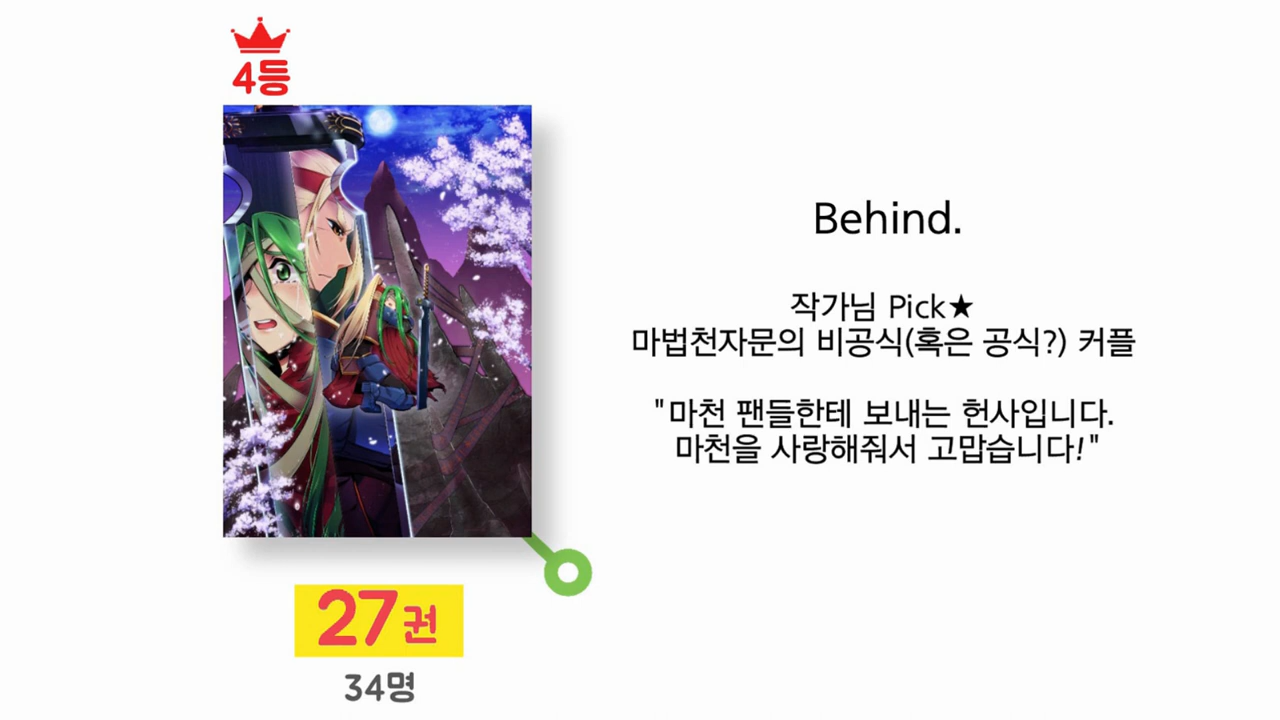 4등
27권
34명
Behind.
작가님 Pick★
마법천자문의 비공식(혹은 공식?) 커플
"마천 팬들한테 보내는 헌사입니다.
마천을 사랑해줘서 고맙습니다!"